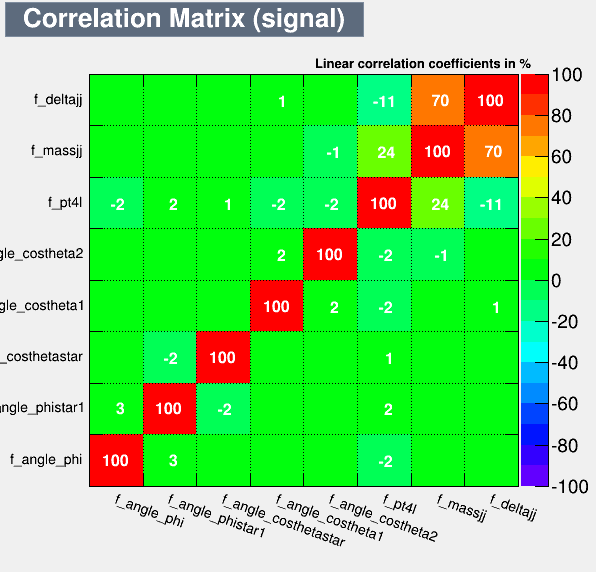 Correlation Matrix (signal)
Linear correlation coefficients in %
f_deltajj 1 -11 70 100
f_massjj -1 24 100 70
f_pt4l -2 2 1 -2 -2 100 24 -11
gle_costheta2 2 100 -2 -1
ngle_costheta1 100 2 -2 1
_costhetastar -2 100 1
angle_phistar1 3 100 -2 2
f_angle_phi 100 3 -2
f_angle_phi f_angle_phistar1 f_angle_costhetastar f_angle_costheta1 f_angle_costheta2 f_pt4l f_massjj f_deltajj
100
80
60
40
20
0
-20
-40
-60
-80
-100